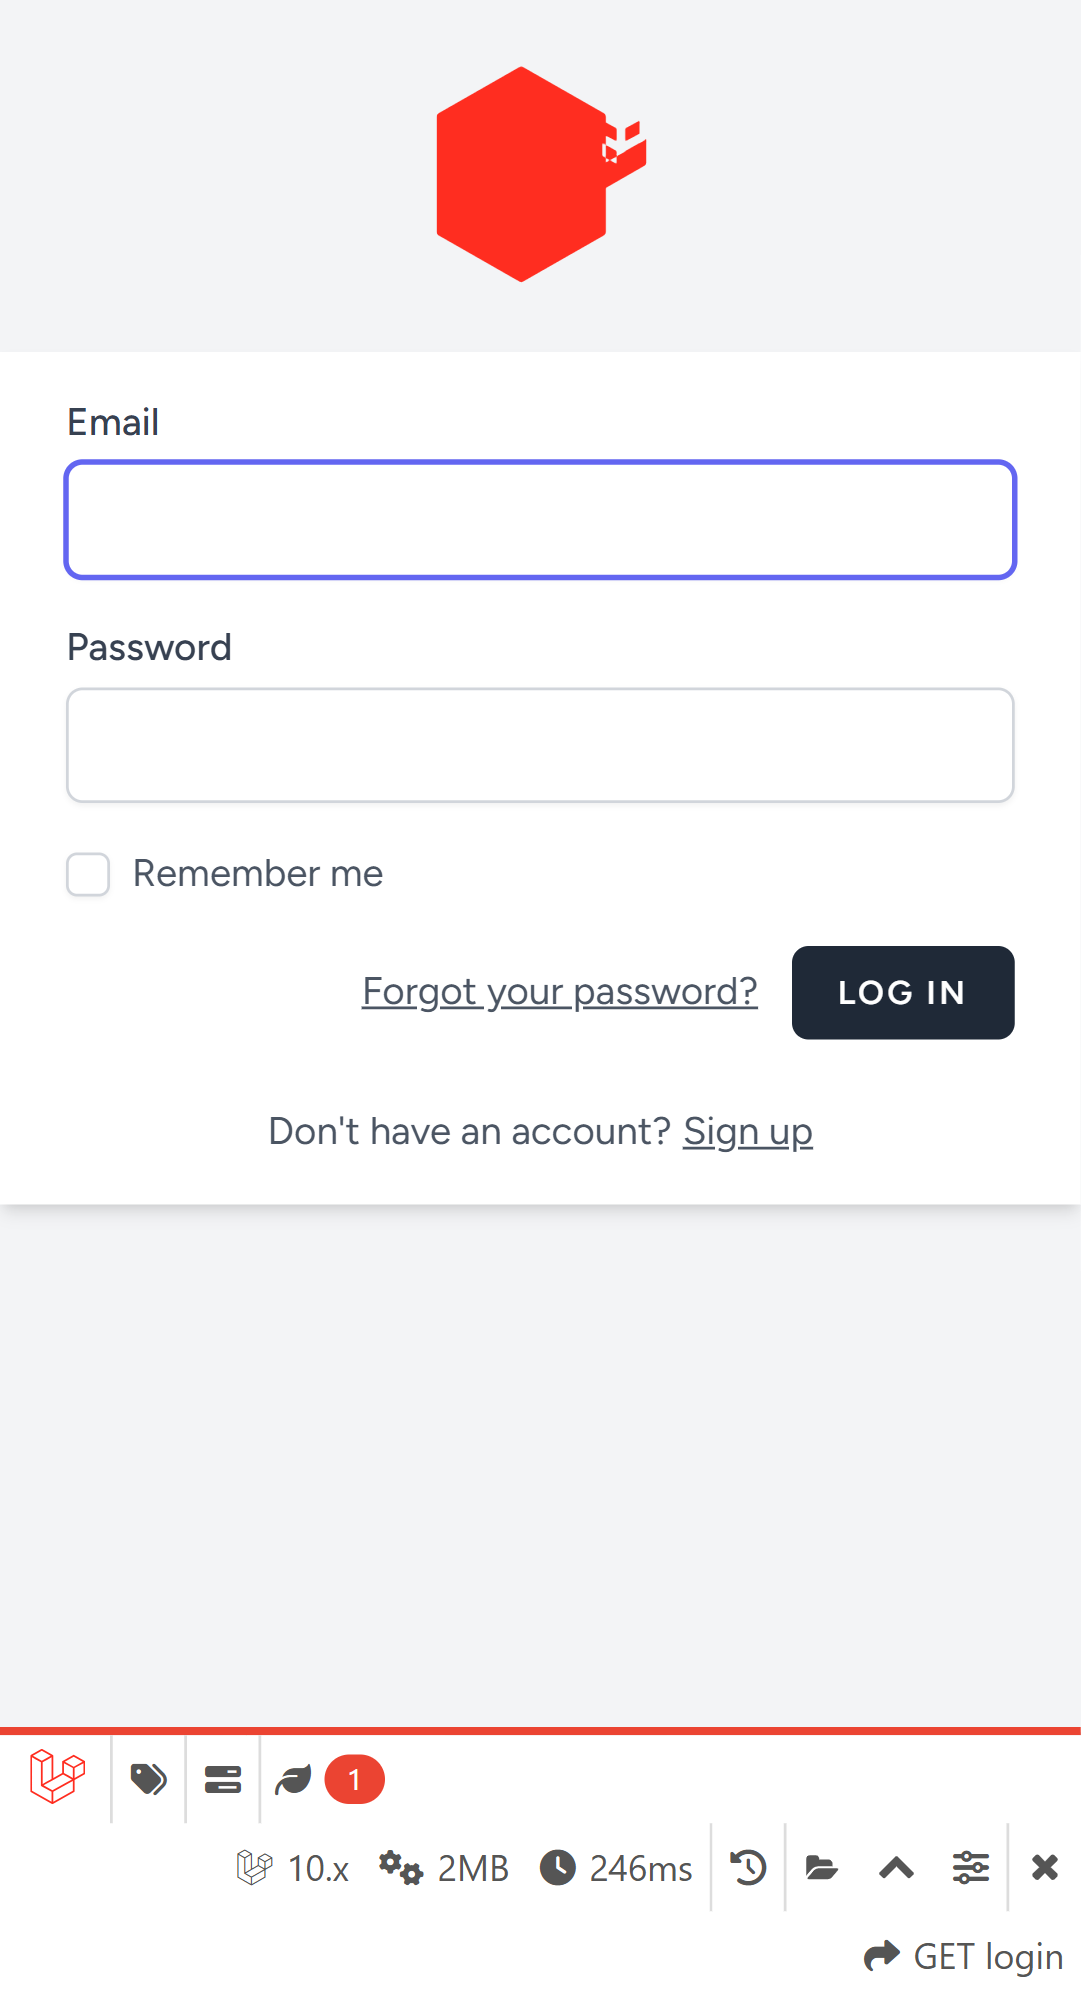 Email
Password
Remember me
Forgot your password? LOG IN
Don't have an account? Sign up
1
10.x 2MB 246ms
GET login